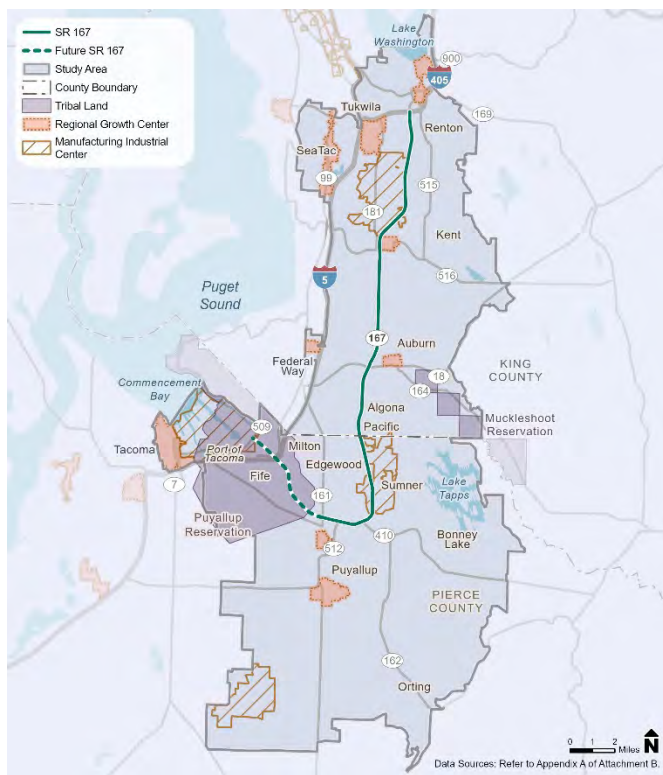 SR 167
Future SR 167
Study Area
County Boundary
Tribal Land
Regional Growth Center
Manufacturing Industrial
Center
Lake
Washington
900
405
Tukwila
169
Renton
SeaTac
99
515
181
Kent
516
Puget
Sound
5
167
Auburn
Federal
Way
KING
COUNTY
18
Commencement
Bay
164
Algona
Muckleshoot
Reservation
Pacific
509
Milton
Tacoma
Port of
Tacoma
Edgewood
Fife
Sumner
Lake
Tapps
7
161
Puyallup
Reservation
410
Bonney
Lake
512
Puyallup
PIERCE
COUNTY
162
Orting
0 1 2
Miles
N
Data Sources: Refer to Appendix A of Attachment B.